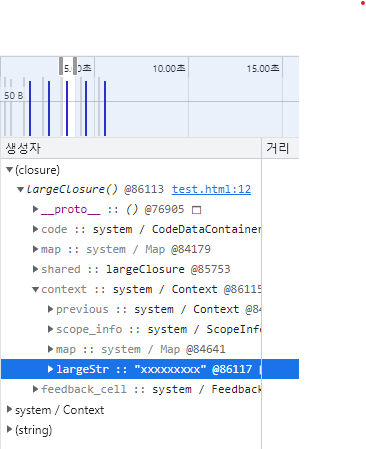 5.00초 10.00초 15.00초
50 B
생성자 거리
(closure)
largeClosure() @86113 test.html:12
__proto__ :: () @76905
code :: system / CodeDataContainer
map :: system / Map @84179
shared :: largeClosure @85753
context :: system / Context @86115
previous :: system / Context @84
scope_info :: system / ScopeInfo
map :: system / Map @84641
largeStr :: "xxxxxxxxx" @86117
feedback_cell :: system / Feedback
system / Context
(string)